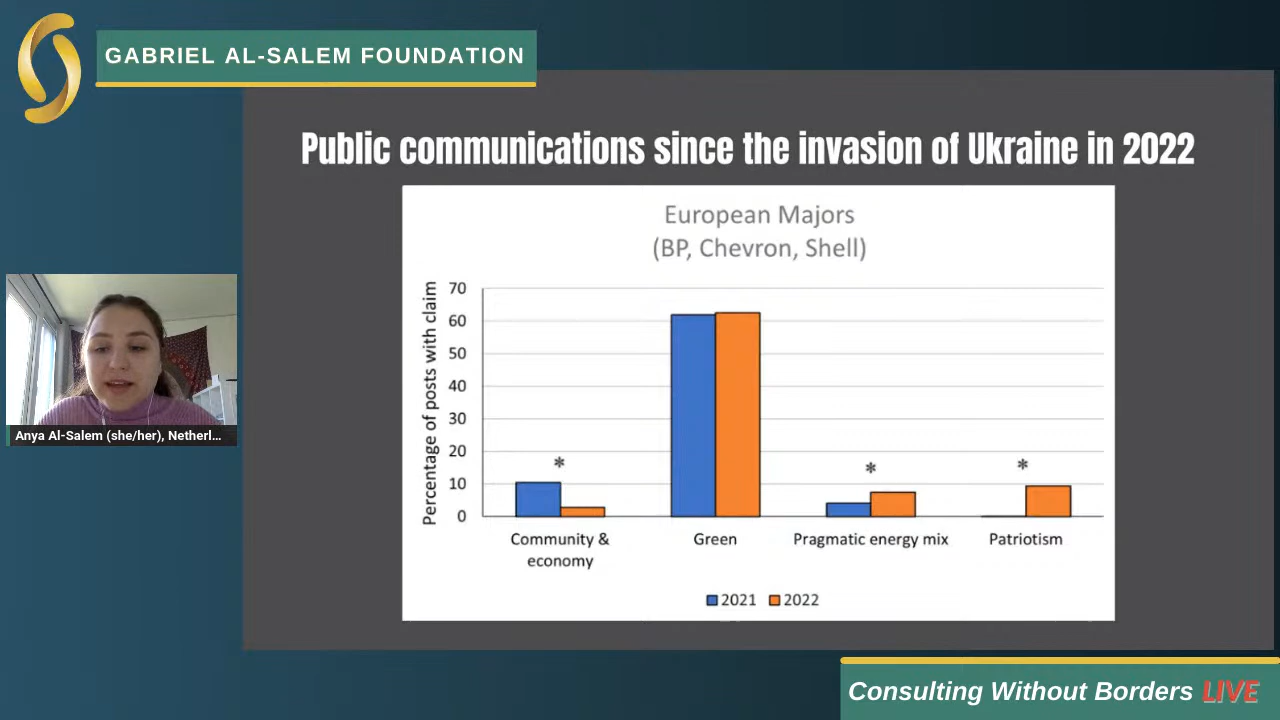 GABRIEL AL-SALEM FOUNDATION
Public communications since the invasion of Ukraine in 2022
European Majors
(BP, Chevron, Shell)
Percentage of posts with claim
70
60
50
40
30
20
10
0
*
*
*
Community &
economy
Green
Pragmatic energy mix
Patriotism
2021
2022
Anya Al-Salem (she/her), Netherl...
Consulting Without Borders LIVE